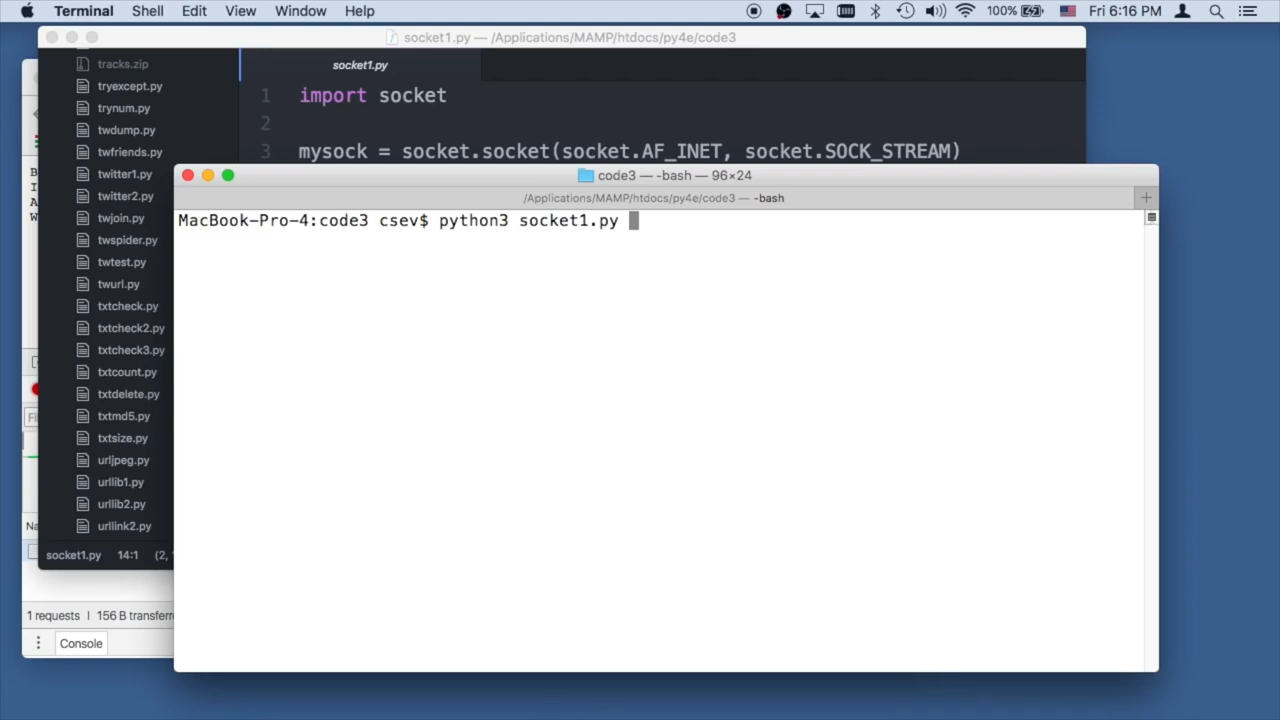 Terminal Shell Edit View Window Help 100% Fri 6:16 PM
socket1.py — /Applications/MAMP/htdocs/py4e/code3
tracks.zip
tryexcept.py
trynum.py
twdump.py
twfriends.py
twitter1.py
twitter2.py
twjoin.py
twspider.py
twtest.py
twurl.py
txtcheck.py
txtcheck2.py
txtcheck3.py
txtcount.py
txtdelete.py
txtmd5.py
txtsize.py
urljpeg.py
urllib1.py
urllib2.py
urllink2.py
socket1.py 14:1 (2,
socket1.py
1 import socket
2
3 mysock = socket.socket(socket.AF_INET, socket.SOCK_STREAM)
code3 — -bash — 96×24
/Applications/MAMP/htdocs/py4e/code3 — -bash
MacBook-Pro-4:code3 csev$ python3 socket1.py
1 requests | 156 B transferre
Console